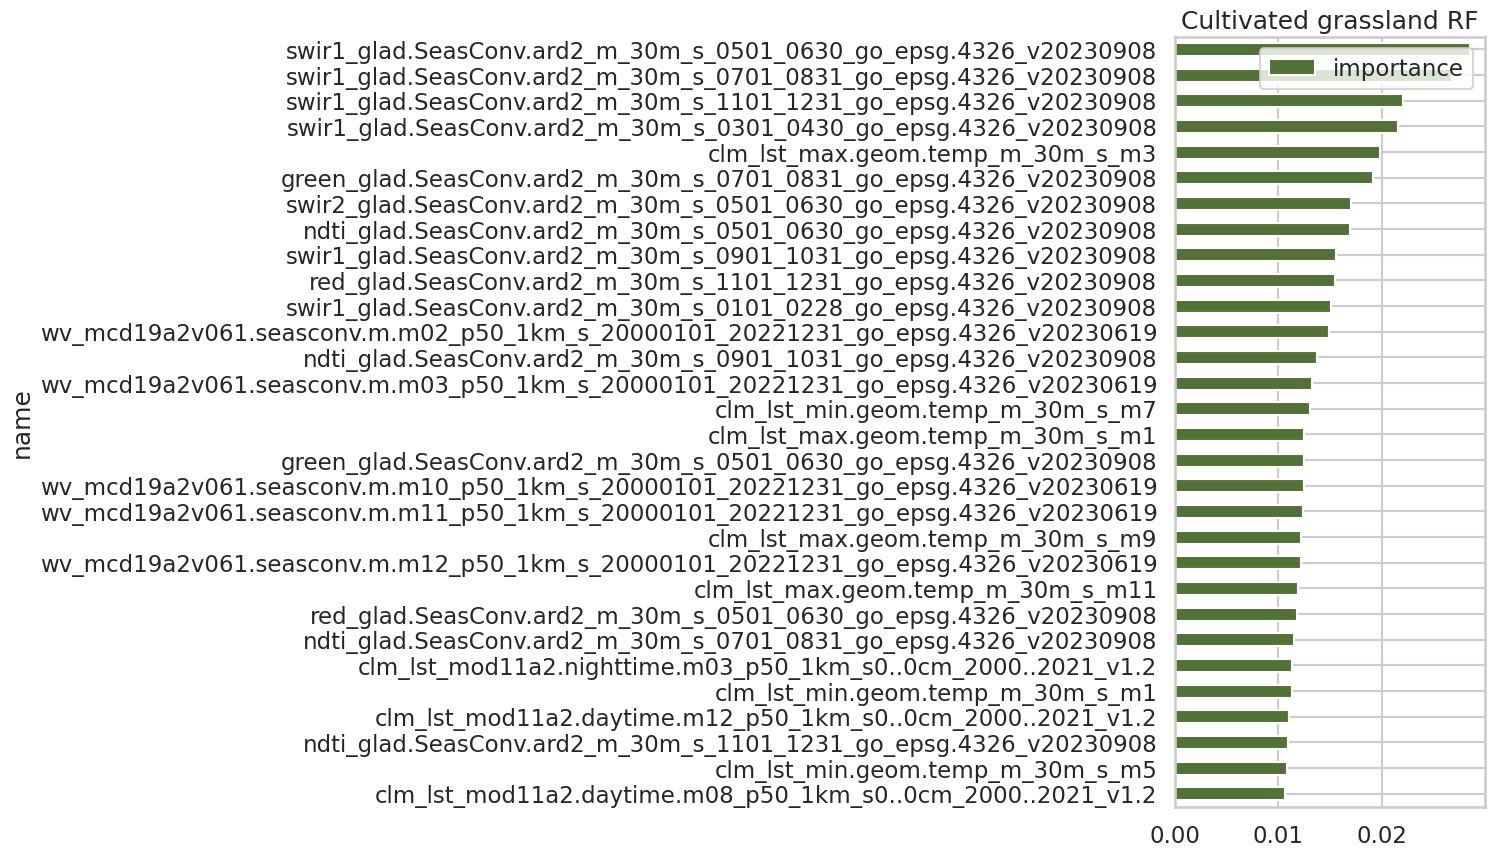 Cultivated grassland RF
importance
name
swir1_glad.SeasConv.ard2_m_30m_s_0501_0630_go_epsg.4326_v20230908
swir1_glad.SeasConv.ard2_m_30m_s_0701_0831_go_epsg.4326_v20230908
swir1_glad.SeasConv.ard2_m_30m_s_1101_1231_go_epsg.4326_v20230908
swir1_glad.SeasConv.ard2_m_30m_s_0301_0430_go_epsg.4326_v20230908
clm_lst_max.geom.temp_m_30m_s_m3
green_glad.SeasConv.ard2_m_30m_s_0701_0831_go_epsg.4326_v20230908
swir2_glad.SeasConv.ard2_m_30m_s_0501_0630_go_epsg.4326_v20230908
ndti_glad.SeasConv.ard2_m_30m_s_0501_0630_go_epsg.4326_v20230908
swir1_glad.SeasConv.ard2_m_30m_s_0901_1031_go_epsg.4326_v20230908
red_glad.SeasConv.ard2_m_30m_s_1101_1231_go_epsg.4326_v20230908
swir1_glad.SeasConv.ard2_m_30m_s_0101_0228_go_epsg.4326_v20230908
wv_mcd19a2v061.seasconv.m.m02_p50_1km_s_20000101_20221231_go_epsg.4326_v20230619
ndti_glad.SeasConv.ard2_m_30m_s_0901_1031_go_epsg.4326_v20230908
wv_mcd19a2v061.seasconv.m.m03_p50_1km_s_20000101_20221231_go_epsg.4326_v20230619
clm_lst_min.geom.temp_m_30m_s_m7
clm_lst_max.geom.temp_m_30m_s_m1
green_glad.SeasConv.ard2_m_30m_s_0501_0630_go_epsg.4326_v20230908
wv_mcd19a2v061.seasconv.m.m10_p50_1km_s_20000101_20221231_go_epsg.4326_v20230619
wv_mcd19a2v061.seasconv.m.m11_p50_1km_s_20000101_20221231_go_epsg.4326_v20230619
clm_lst_max.geom.temp_m_30m_s_m9
wv_mcd19a2v061.seasconv.m.m12_p50_1km_s_20000101_20221231_go_epsg.4326_v20230619
clm_lst_max.geom.temp_m_30m_s_m11
red_glad.SeasConv.ard2_m_30m_s_0501_0630_go_epsg.4326_v20230908
ndti_glad.SeasConv.ard2_m_30m_s_0701_0831_go_epsg.4326_v20230908
clm_lst_mod11a2.nighttime.m03_p50_1km_s0..0cm_2000..2021_v1.2
clm_lst_min.geom.temp_m_30m_s_m1
clm_lst_mod11a2.daytime.m12_p50_1km_s0..0cm_2000..2021_v1.2
ndti_glad.SeasConv.ard2_m_30m_s_1101_1231_go_epsg.4326_v20230908
clm_lst_min.geom.temp_m_30m_s_m5
clm_lst_mod11a2.daytime.m08_p50_1km_s0..0cm_2000..2021_v1.2
0.00 0.01 0.02